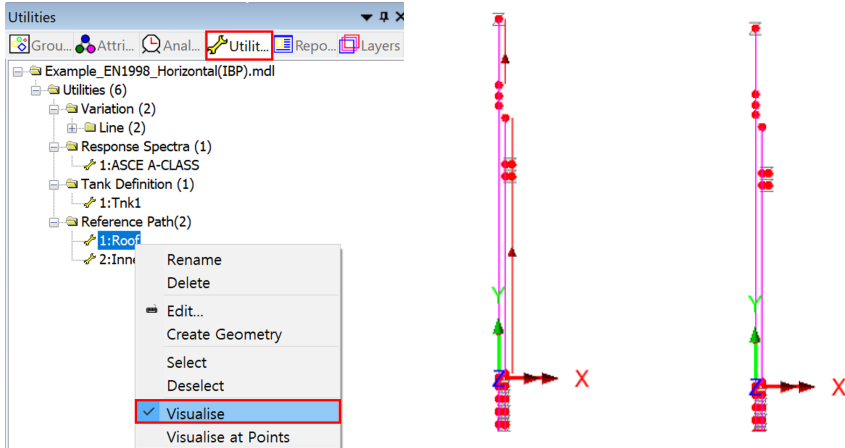 Utilities
Grou... Attri... Anal... Utilit... Repo... Layers
Example_EN1998_Horizontal(IBP).mdl
Utilities (6)
Variation (2)
Line (2)
Response Spectra (1)
1:ASCE A-CLASS
Tank Definition (1)
1:Tnk1
Reference Path(2)
1:Roof
2:Inne
Rename
Delete
Edit...
Create Geometry
Select
Deselect
Visualise
Visualise at Points
Y
Z
X
Y
Z
X